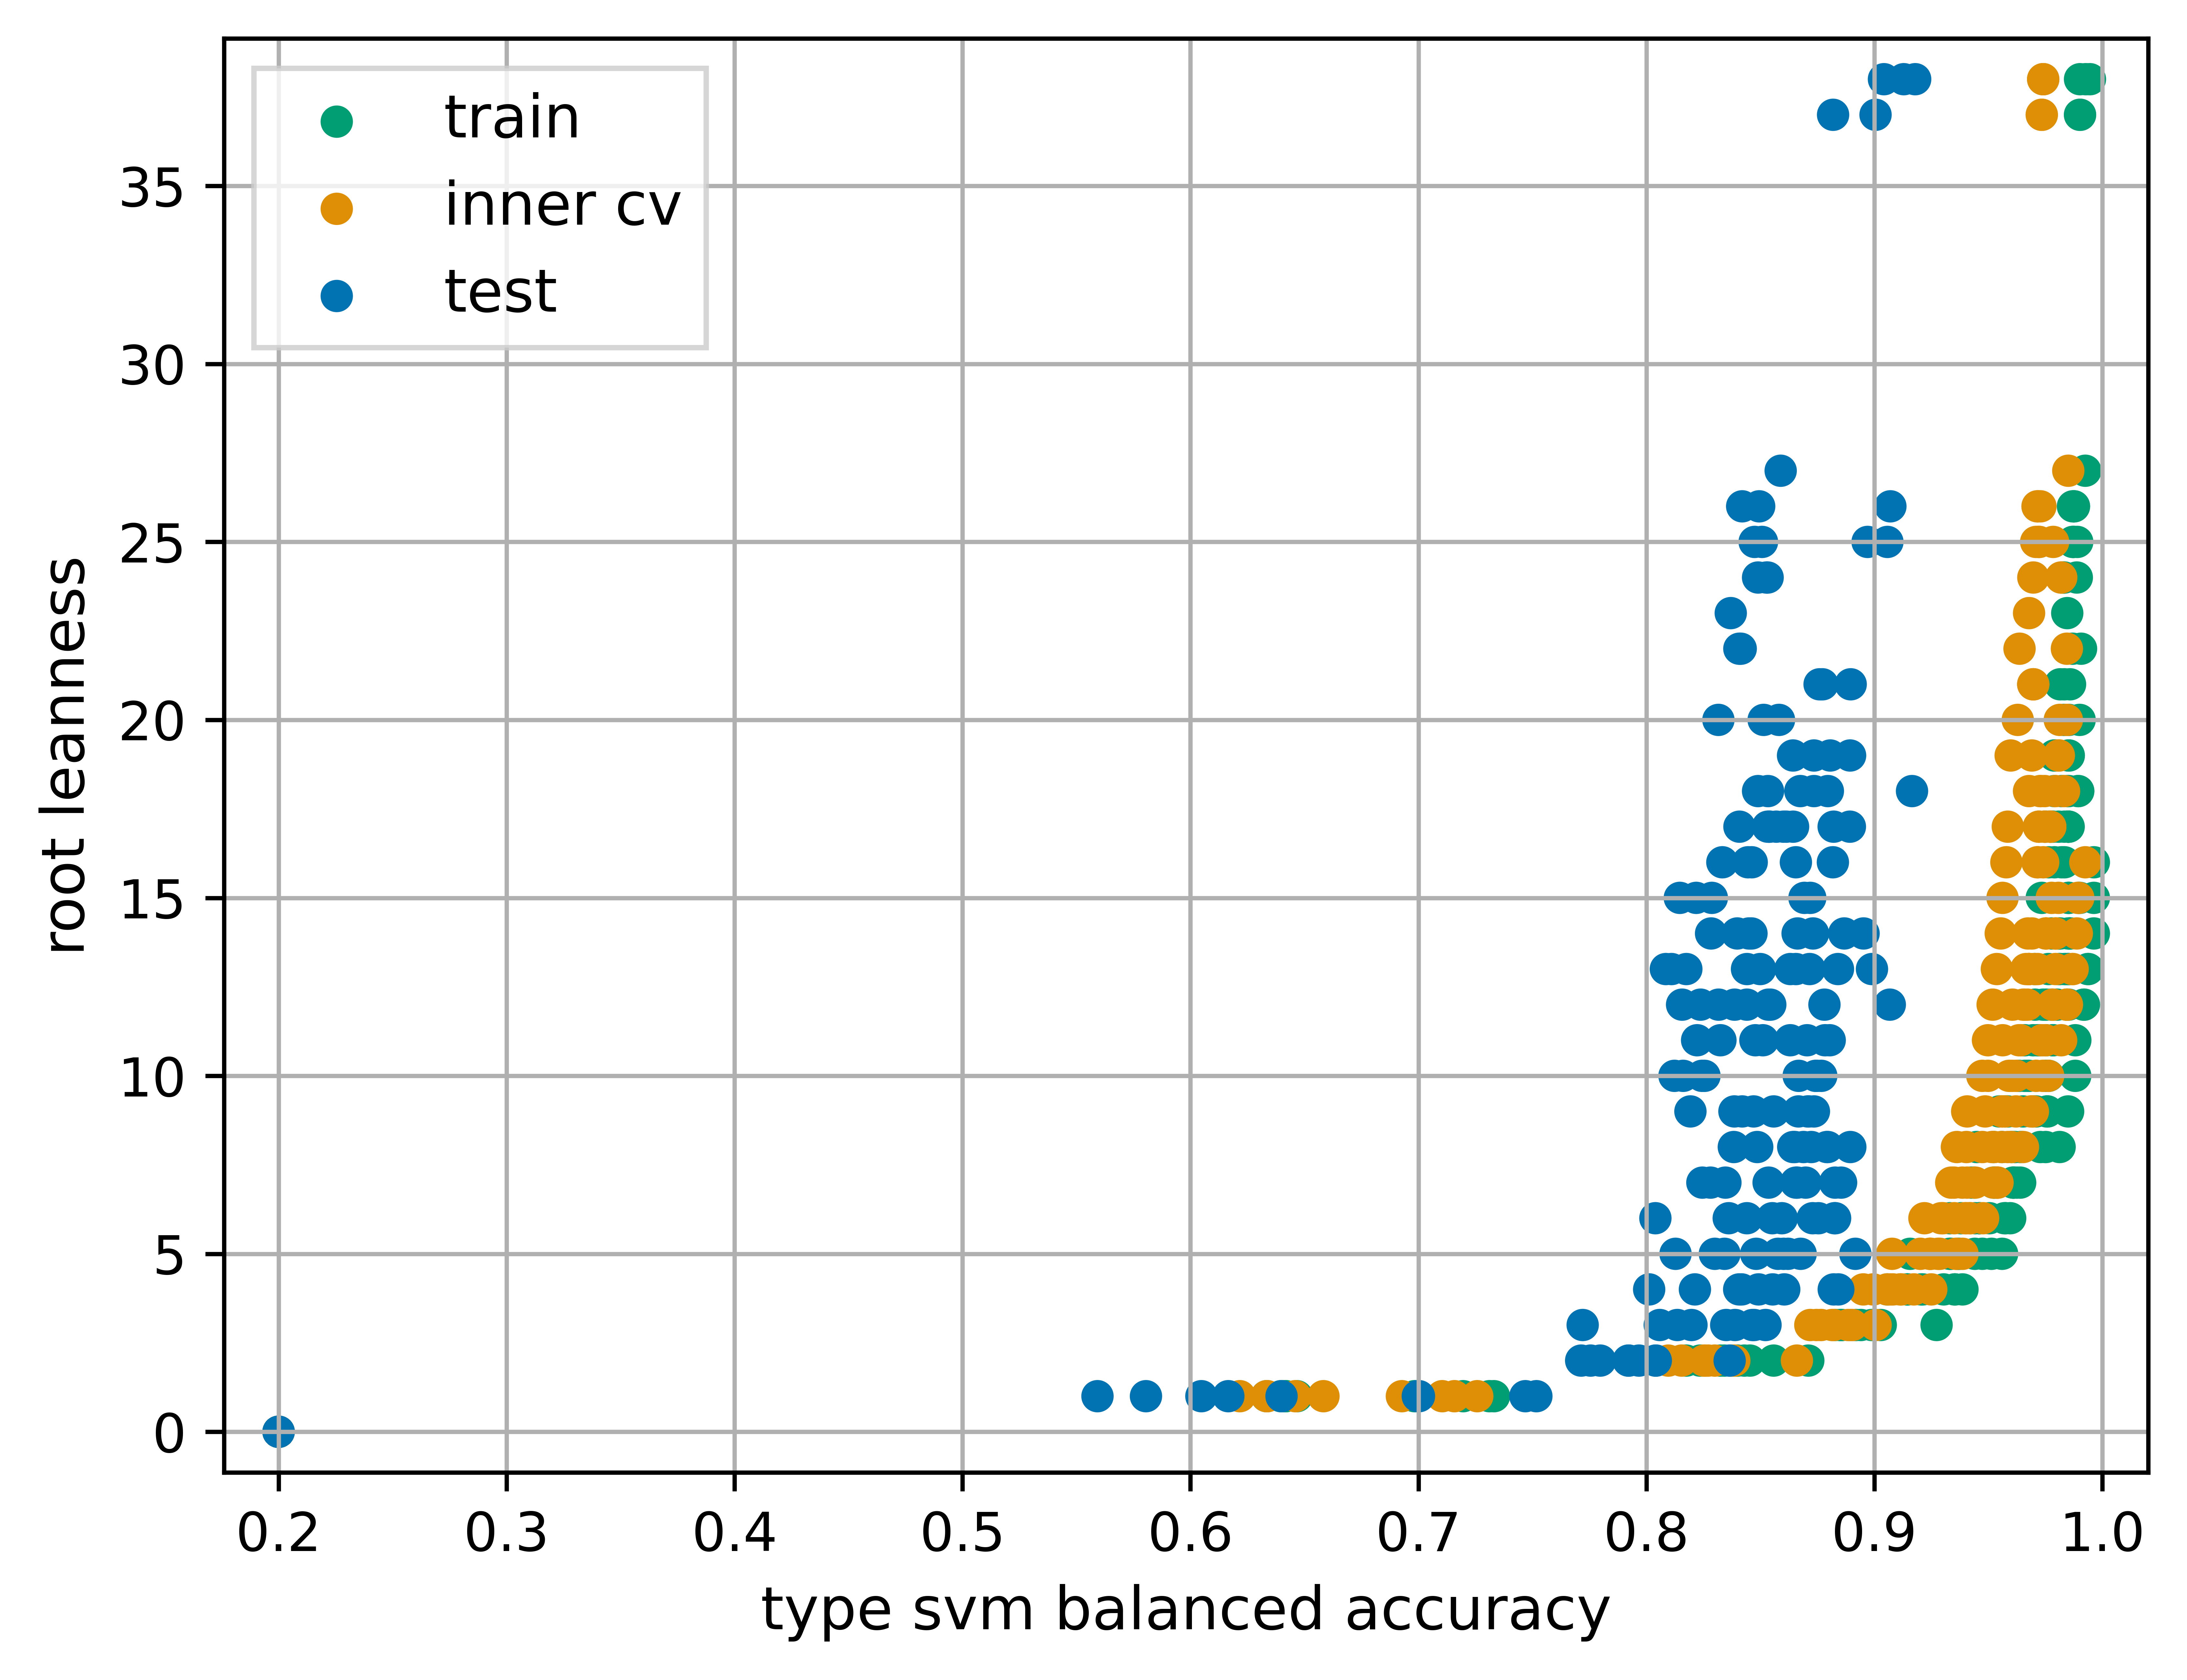 train
inner cv
test
35
30
25
20
15
10
5
0
root leanness
0.2 0.3 0.4 0.5 0.6 0.7 0.8 0.9 1.0
type svm balanced accuracy